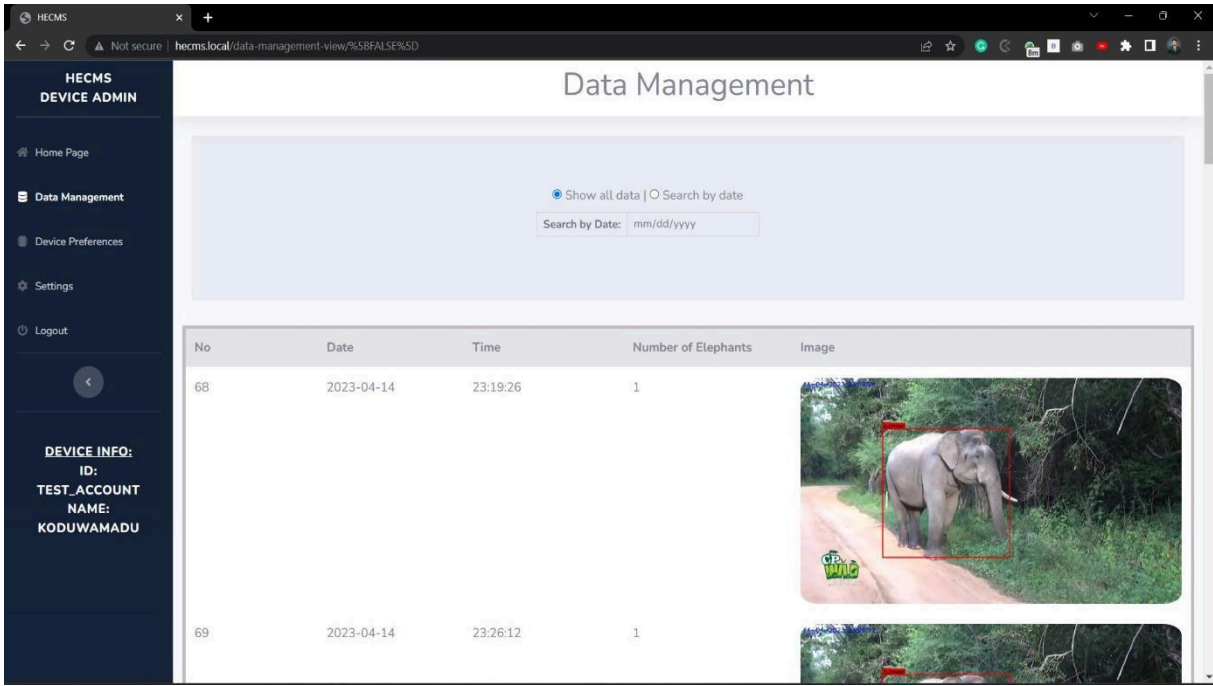 HECMS
Not secure | hecms.local/data-management-view/%5BFALSE%5D
8m
HECMS
DEVICE ADMIN
Home Page
Data Management
Device Preferences
Settings
Logout
DEVICE INFO:
ID:
TEST_ACCOUNT
NAME:
KODUWAMADU
Data Management
Show all data | Search by date
Search by Date: mm/dd/yyyy
No Date Time Number of Elephants Image
68 2023-04-14 23:19:26 1
WILD
69 2023-04-14 23:26:12 1